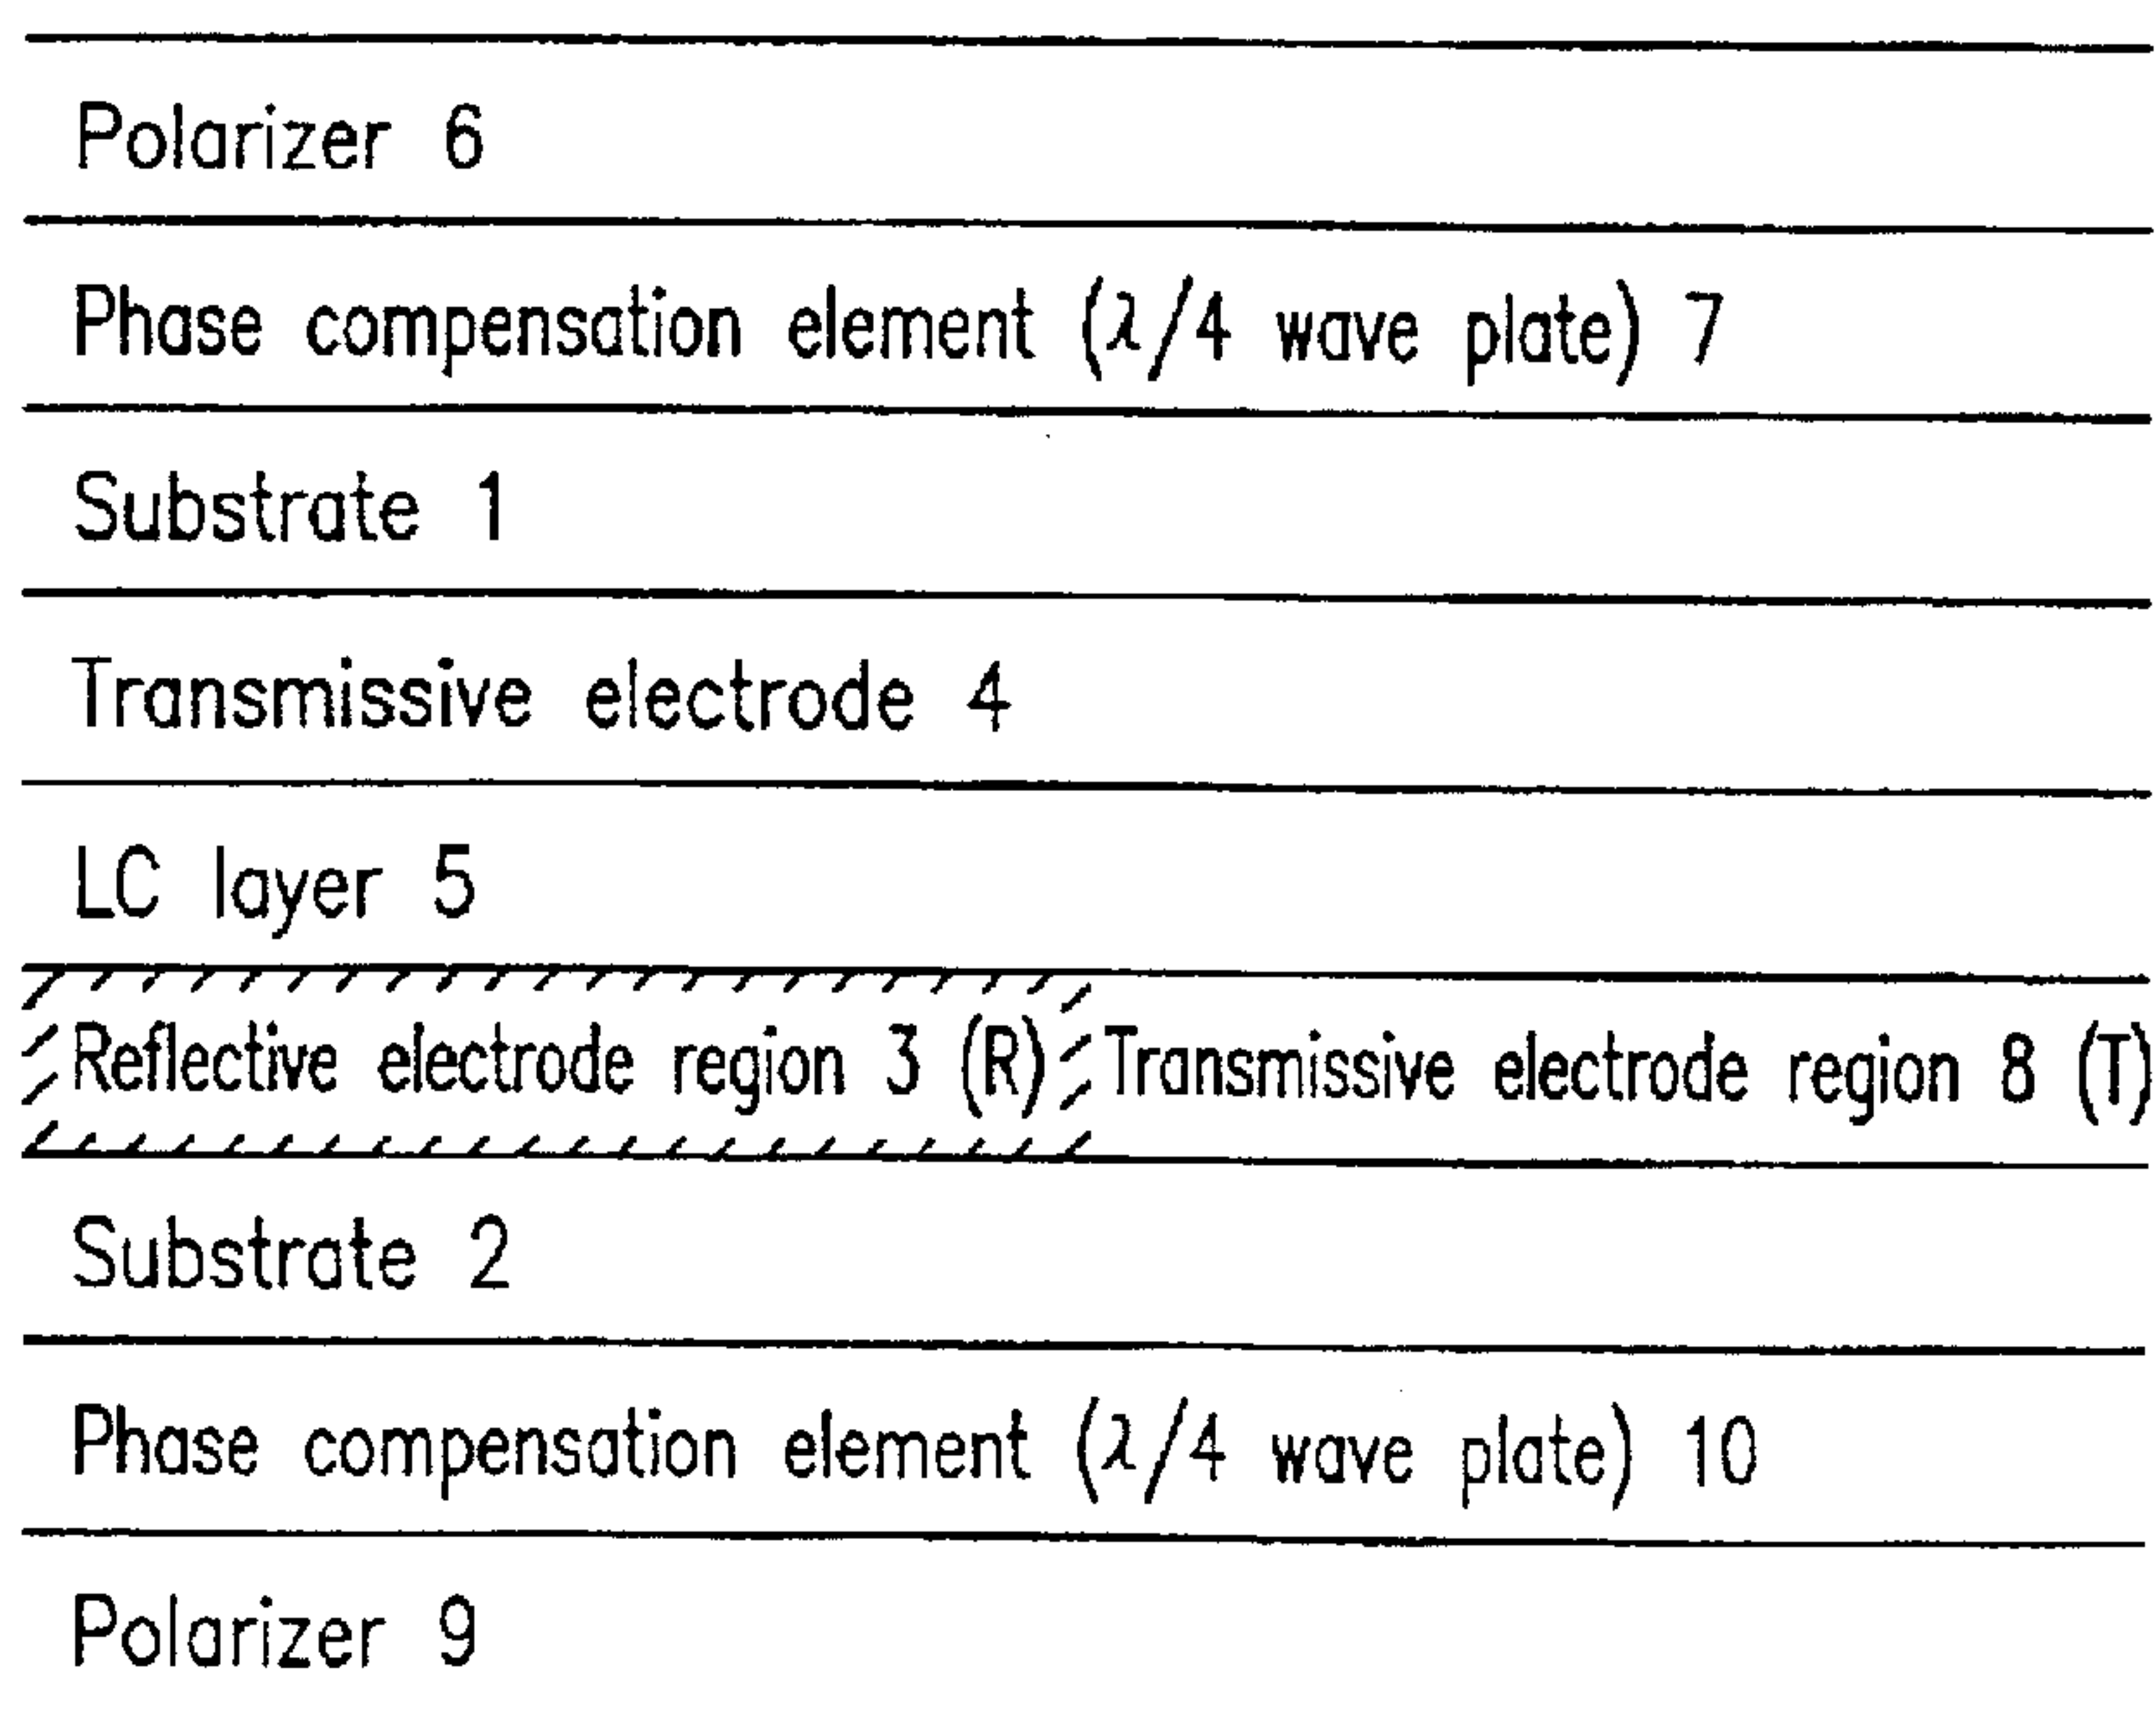 Polarizer 6
Phase compensation element (λ/4 wave plate) 7
Substrate 1
Transmissive electrode 4
LC layer 5
Reflective electrode region 3 (R) Transmissive electrode region 8 (T)
Substrate 2
Phase compensation element (λ/4 wave plate) 10
Polarizer 9